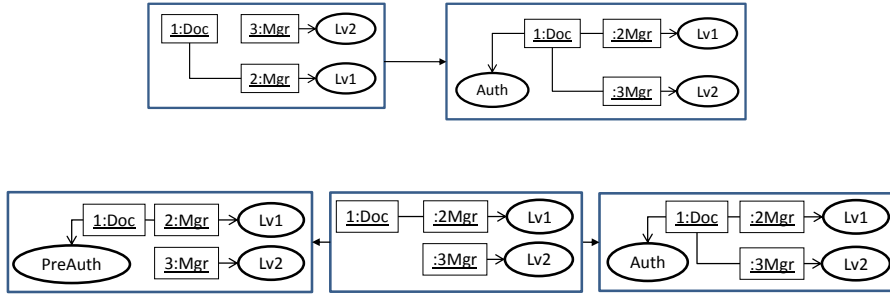 1:Doc 3:Mgr Lv2
2:Mgr Lv1
1:Doc :2Mgr Lv1
Auth :3Mgr Lv2
1:Doc 2:Mgr Lv1
PreAuth 3:Mgr Lv2
1:Doc :2Mgr Lv1
:3Mgr Lv2
1:Doc :2Mgr Lv1
Auth :3Mgr Lv2